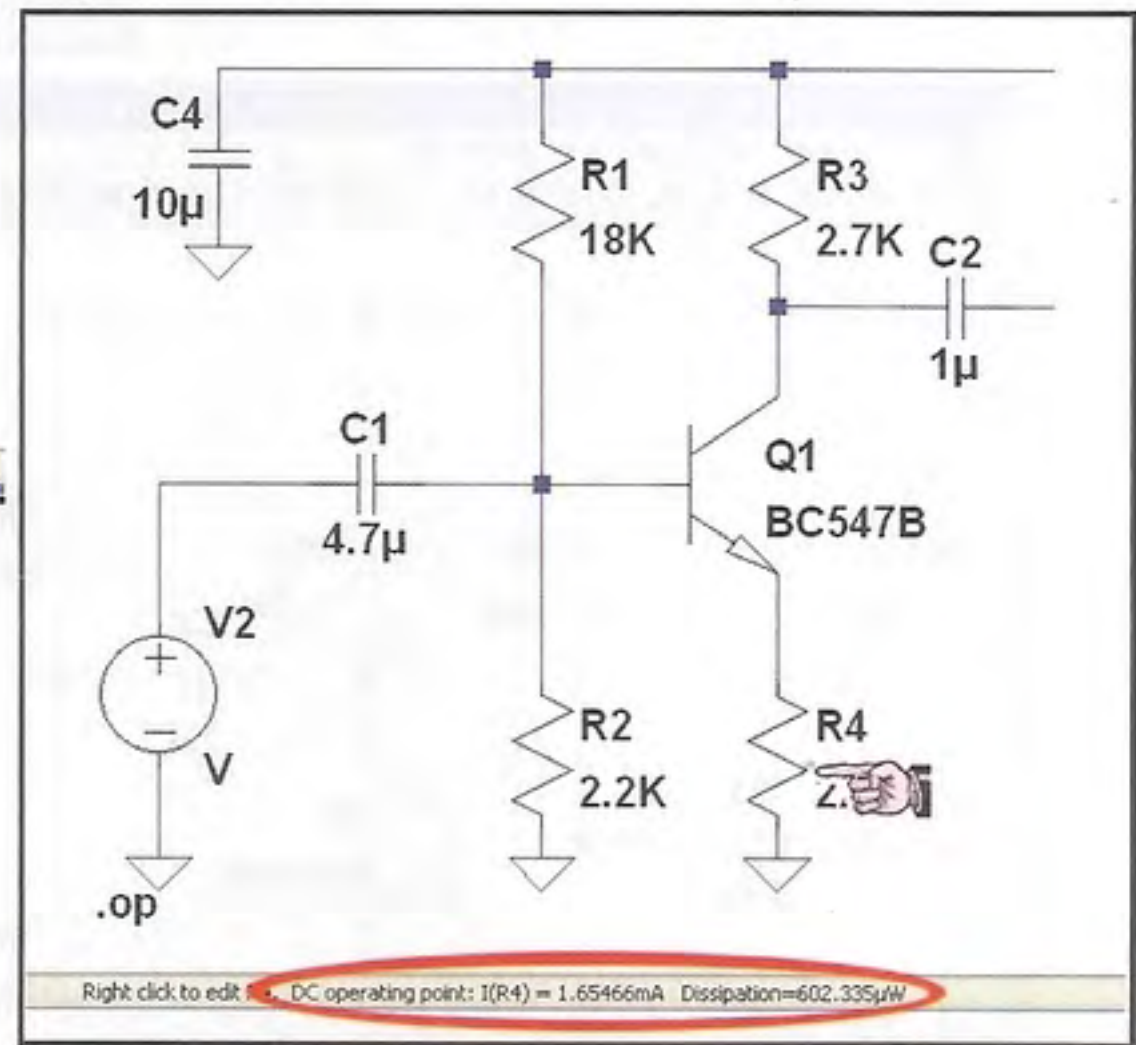 C4
10µ
R1
18K
R3
2.7K
C2
1µ
C1
4.7µ
Q1
BC547B
V2
V
R2
2.2K
R4
.op
Right click to edit DC operating point: I(R4) = 1.65466mA Dissipation=602.335µW